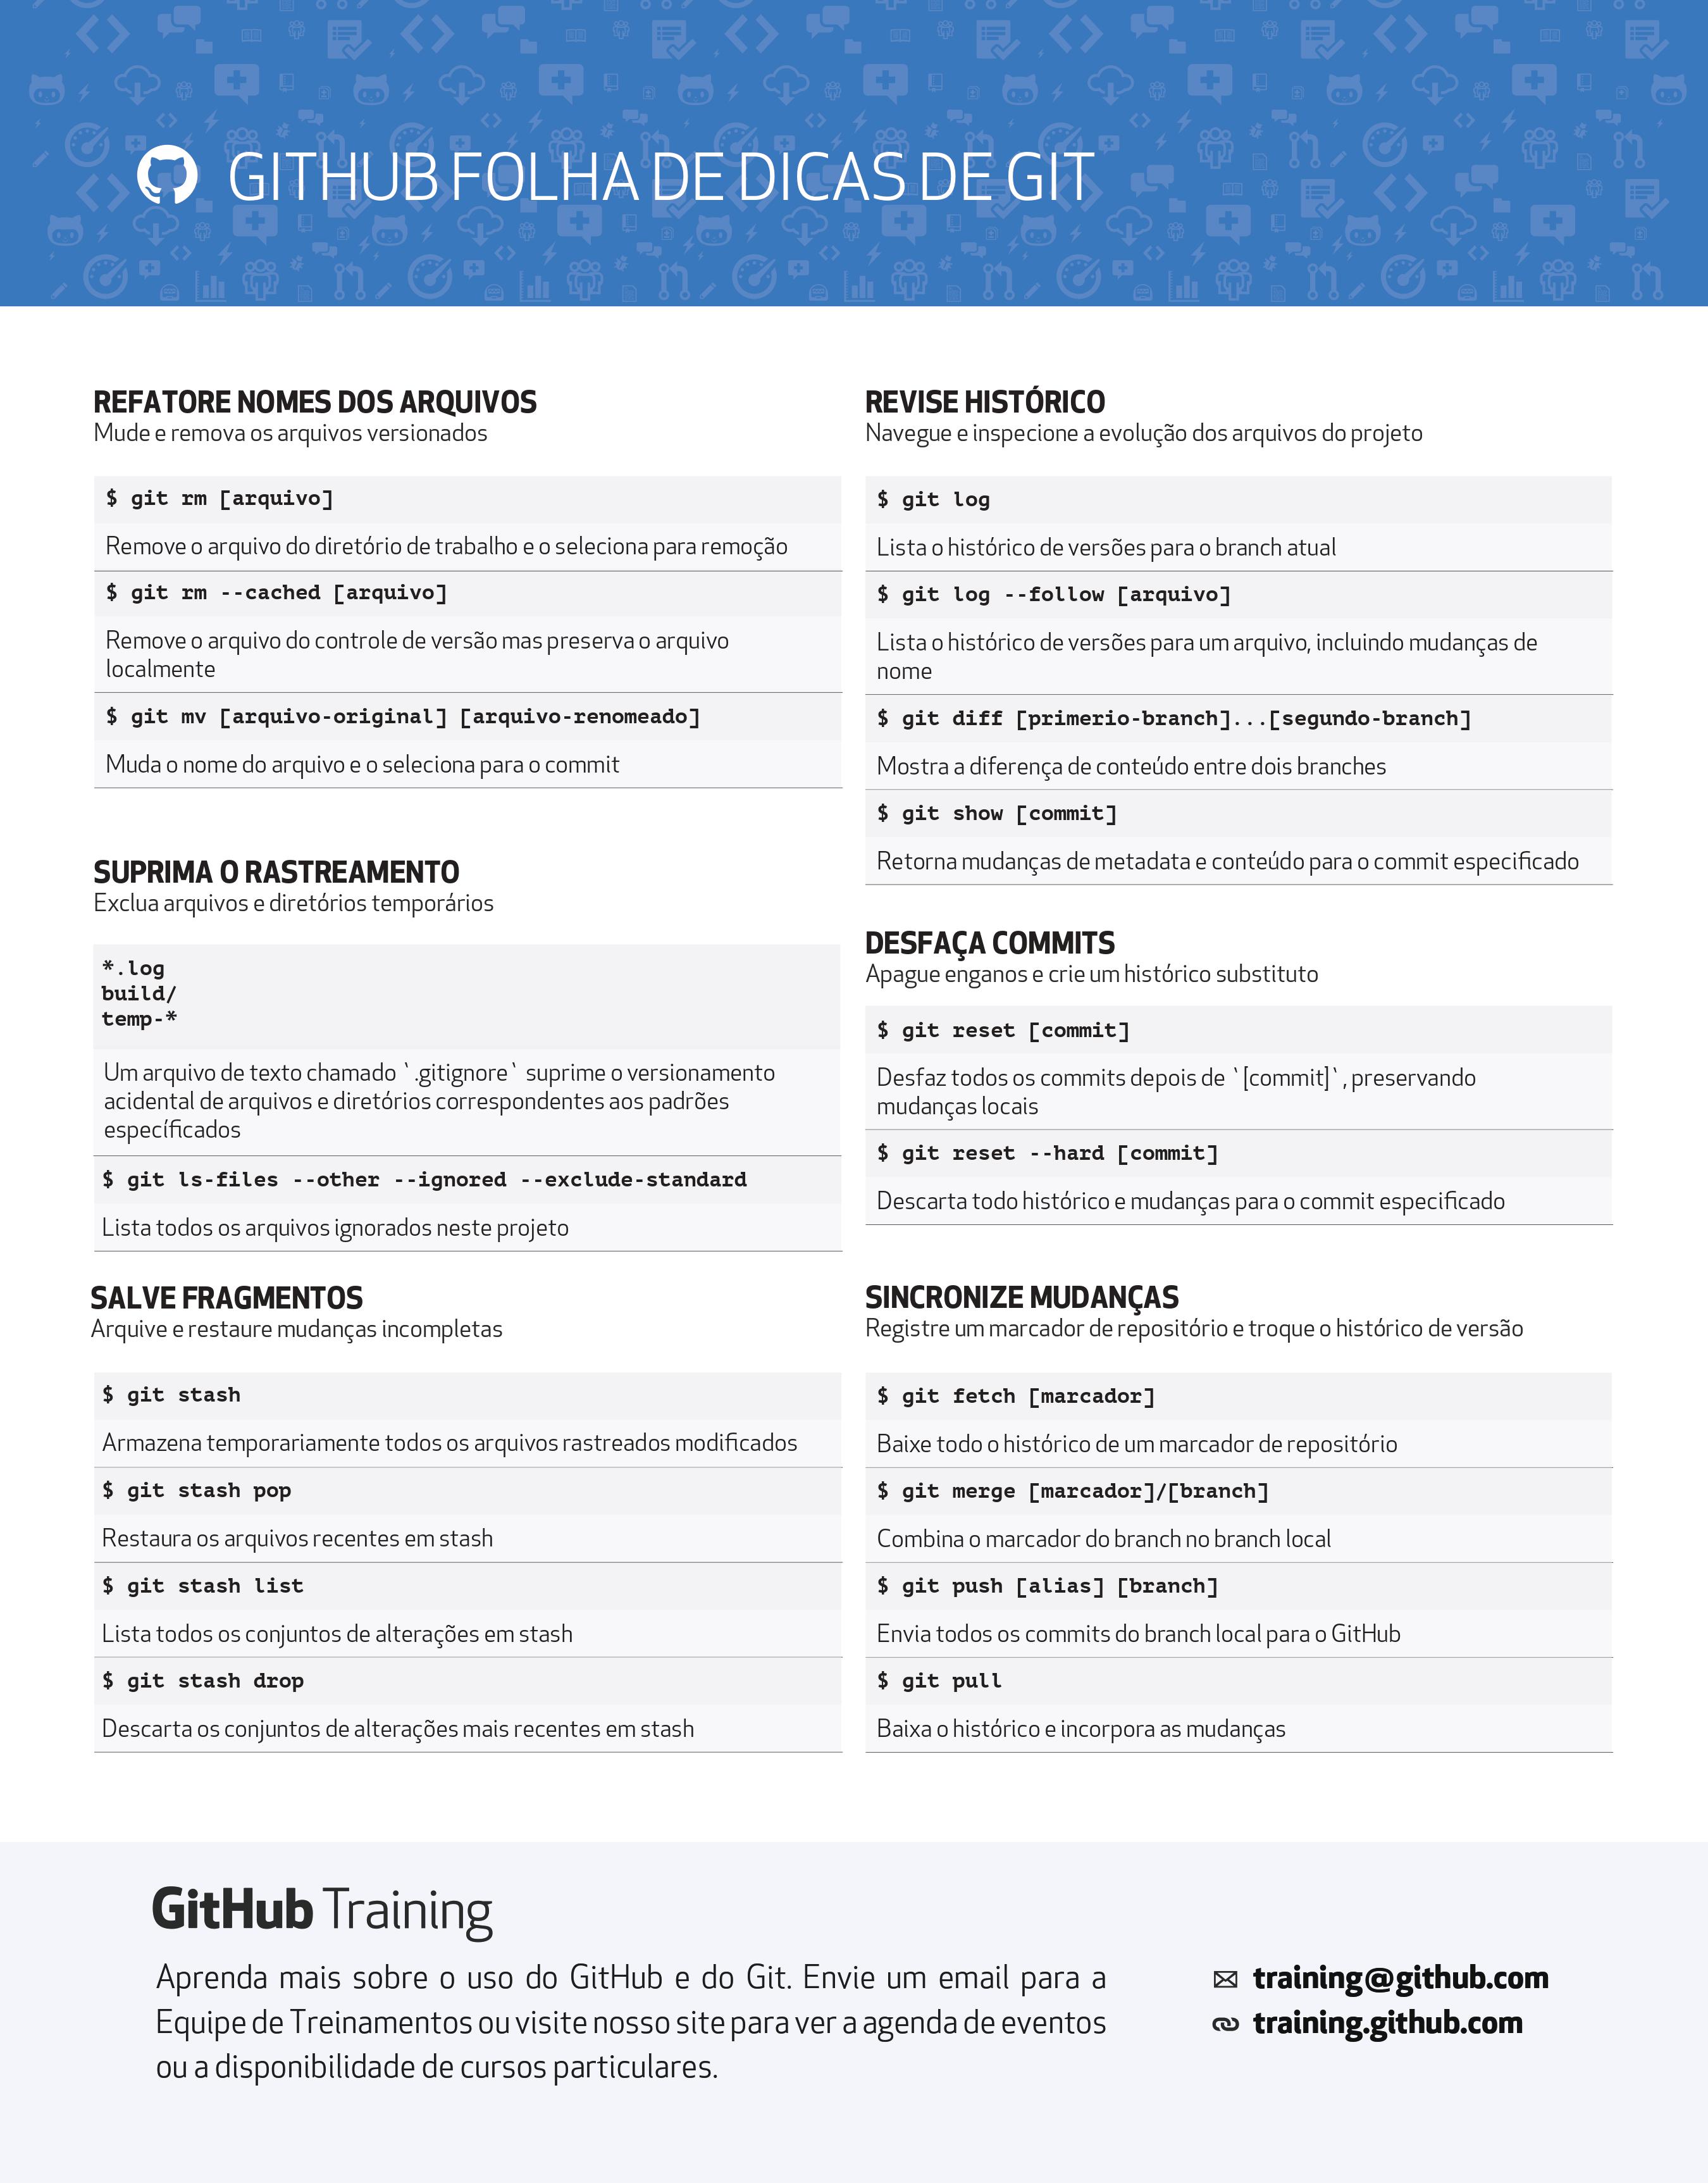 GITHUB FOLHA DE DICAS DE GIT
REFATORE NOMES DOS ARQUIVOS
Mude e remova os arquivos versionados
$ git rm [arquivo]
Remove o arquivo do diretório de trabalho e o seleciona para remoção
$ git rm --cached [arquivo]
Remove o arquivo do controle de versão mas preserva o arquivo
localmente
$ git mv [arquivo-original] [arquivo-renomeado]
Muda o nome do arquivo e o seleciona para o commit
SUPRIMA O RASTREAMENTO
Exclua arquivos e diretórios temporários
*.log
build/
temp-*
Um arquivo de texto chamado `.gitignore` suprime o versionamento
acidental de arquivos e diretórios correspondentes aos padrões
específicados
$ git ls-files --other --ignored --exclude-standard
Lista todos os arquivos ignorados neste projeto
SALVE FRAGMENTOS
Arquive e restaure mudanças incompletas
$ git stash
Armazena temporariamente todos os arquivos rastreados modificados
$ git stash pop
Restaura os arquivos recentes em stash
$ git stash list
Lista todos os conjuntos de alterações em stash
$ git stash drop
Descarta os conjuntos de alterações mais recentes em stash
REVISE HISTÓRICO
Navegue e inspecione a evolução dos arquivos do projeto
$ git log
Lista o histórico de versões para o branch atual
$ git log --follow [arquivo]
Lista o histórico de versões para um arquivo, incluindo mudanças de
nome
$ git diff [primerio-branch]...[segundo-branch]
Mostra a diferença de conteúdo entre dois branches
$ git show [commit]
Retorna mudanças de metadata e conteúdo para o commit especificado
DESFAÇA COMMITS
Apague enganos e crie um histórico substituto
$ git reset [commit]
Desfaz todos os commits depois de `[commit]`, preservando
mudanças locais
$ git reset --hard [commit]
Descarta todo histórico e mudanças para o commit especificado
SINCRONIZE MUDANÇAS
Registre um marcador de repositório e troque o histórico de versão
$ git fetch [marcador]
Baixe todo o histórico de um marcador de repositório
$ git merge [marcador]/[branch]
Combina o marcador do branch no branch local
$ git push [alias] [branch]
Envia todos os commits do branch local para o GitHub
$ git pull
Baixa o histórico e incorpora as mudanças
GitHub Training
Aprenda mais sobre o uso do GitHub e do Git. Envie um email para a
Equipe de Treinamentos ou visite nosso site para ver a agenda de eventos
ou a disponibilidade de cursos particulares.
training@github.com
training.github.com